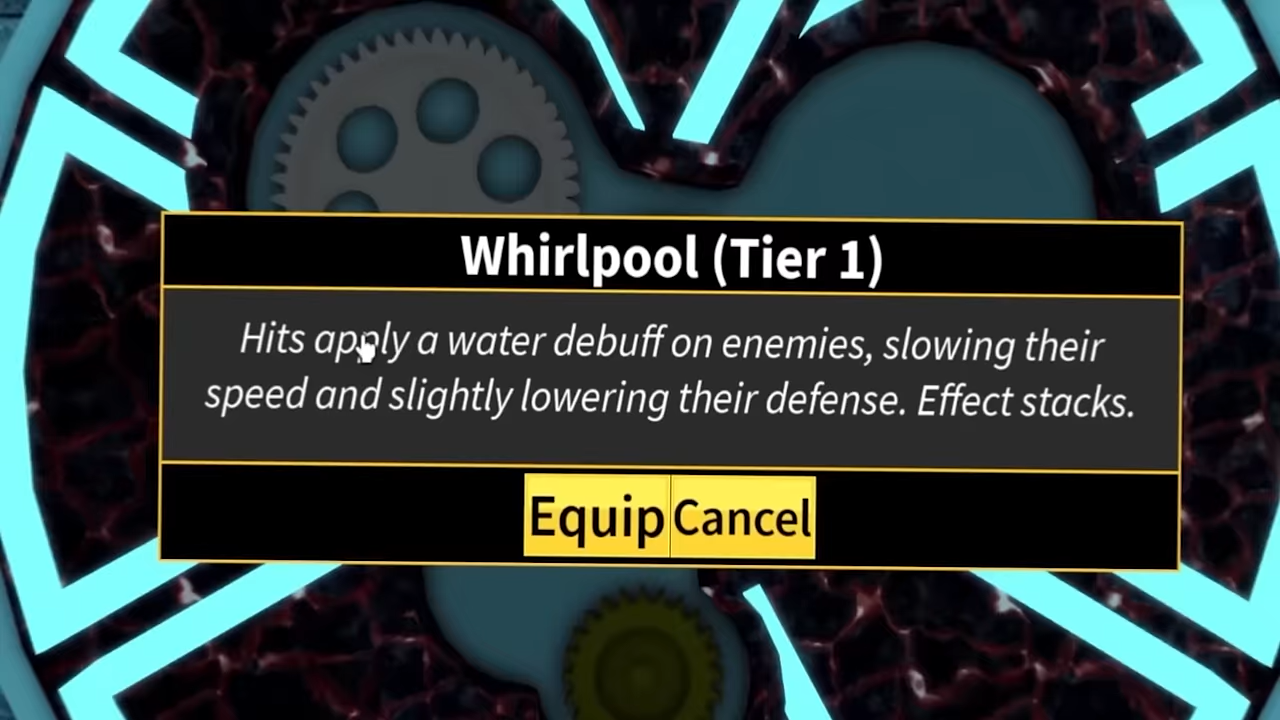 Whirlpool (Tier 1)
Hits apply a water debuff on enemies, slowing their
speed and slightly lowering their defense. Effect stacks.
Equip Cancel